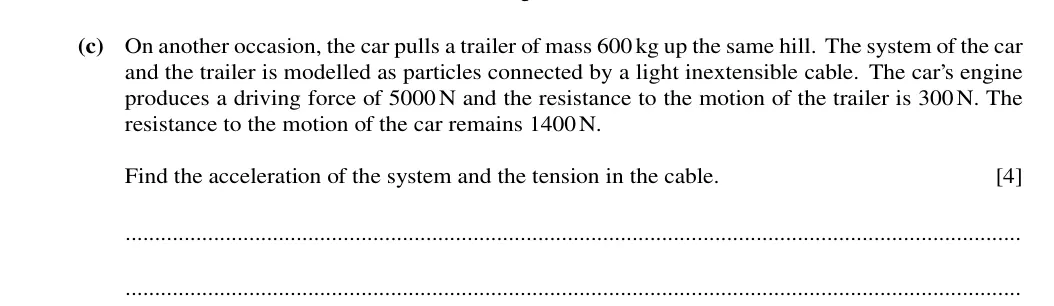 (c) On another occasion, the car pulls a trailer of mass 600 kg up the same hill. The system of the car
and the trailer is modelled as particles connected by a light inextensible cable. The car's engine
produces a driving force of 5000 N and the resistance to the motion of the trailer is 300 N. The
resistance to the motion of the car remains 1400 N.
Find the acceleration of the system and the tension in the cable. [4]